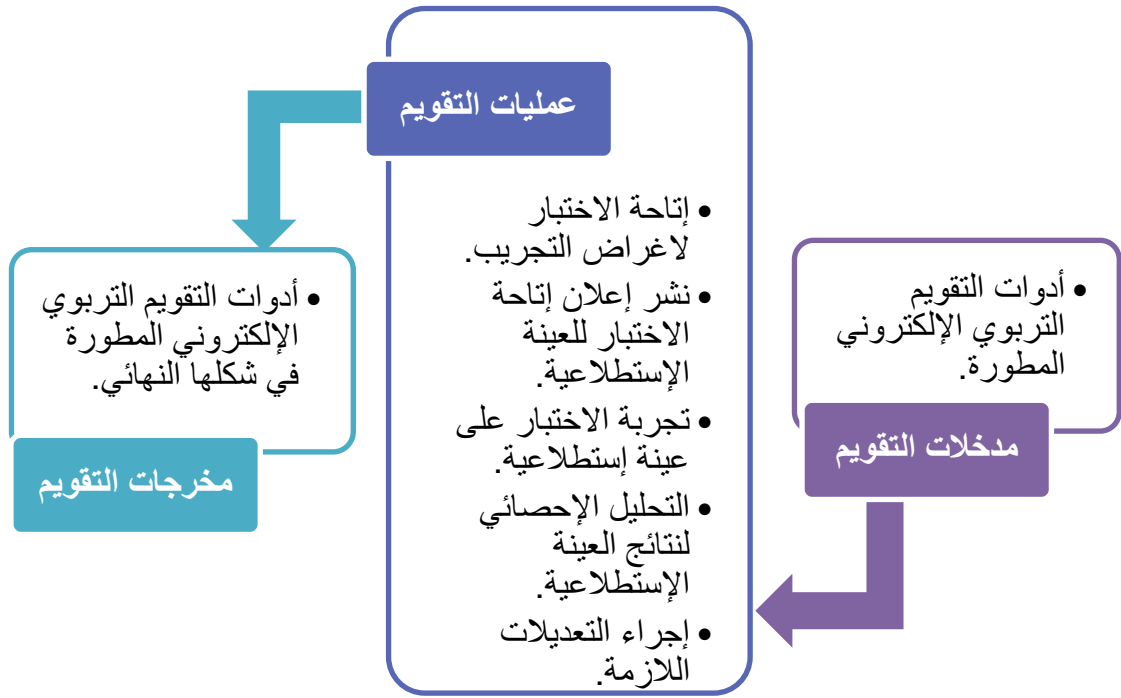 • أدوات التقويم
التربوي الإلكتروني
المطورة.
مدخلات التقويم
عمليات التقويم
• إتاحة الاختبار
لاغراض التجريب.
• نشر إعلان إتاحة
الاختبار للعينة
الإستطلاعية.
• تجربة الاختبار على
عينة إستطلاعية.
• التحليل الإحصائي
لنتائج العينة
الإستطلاعية.
• إجراء التعديلات
اللازمة.
• أدوات التقويم التربوي
الإلكتروني المطورة
في شكلها النهائي.
مخرجات التقويم